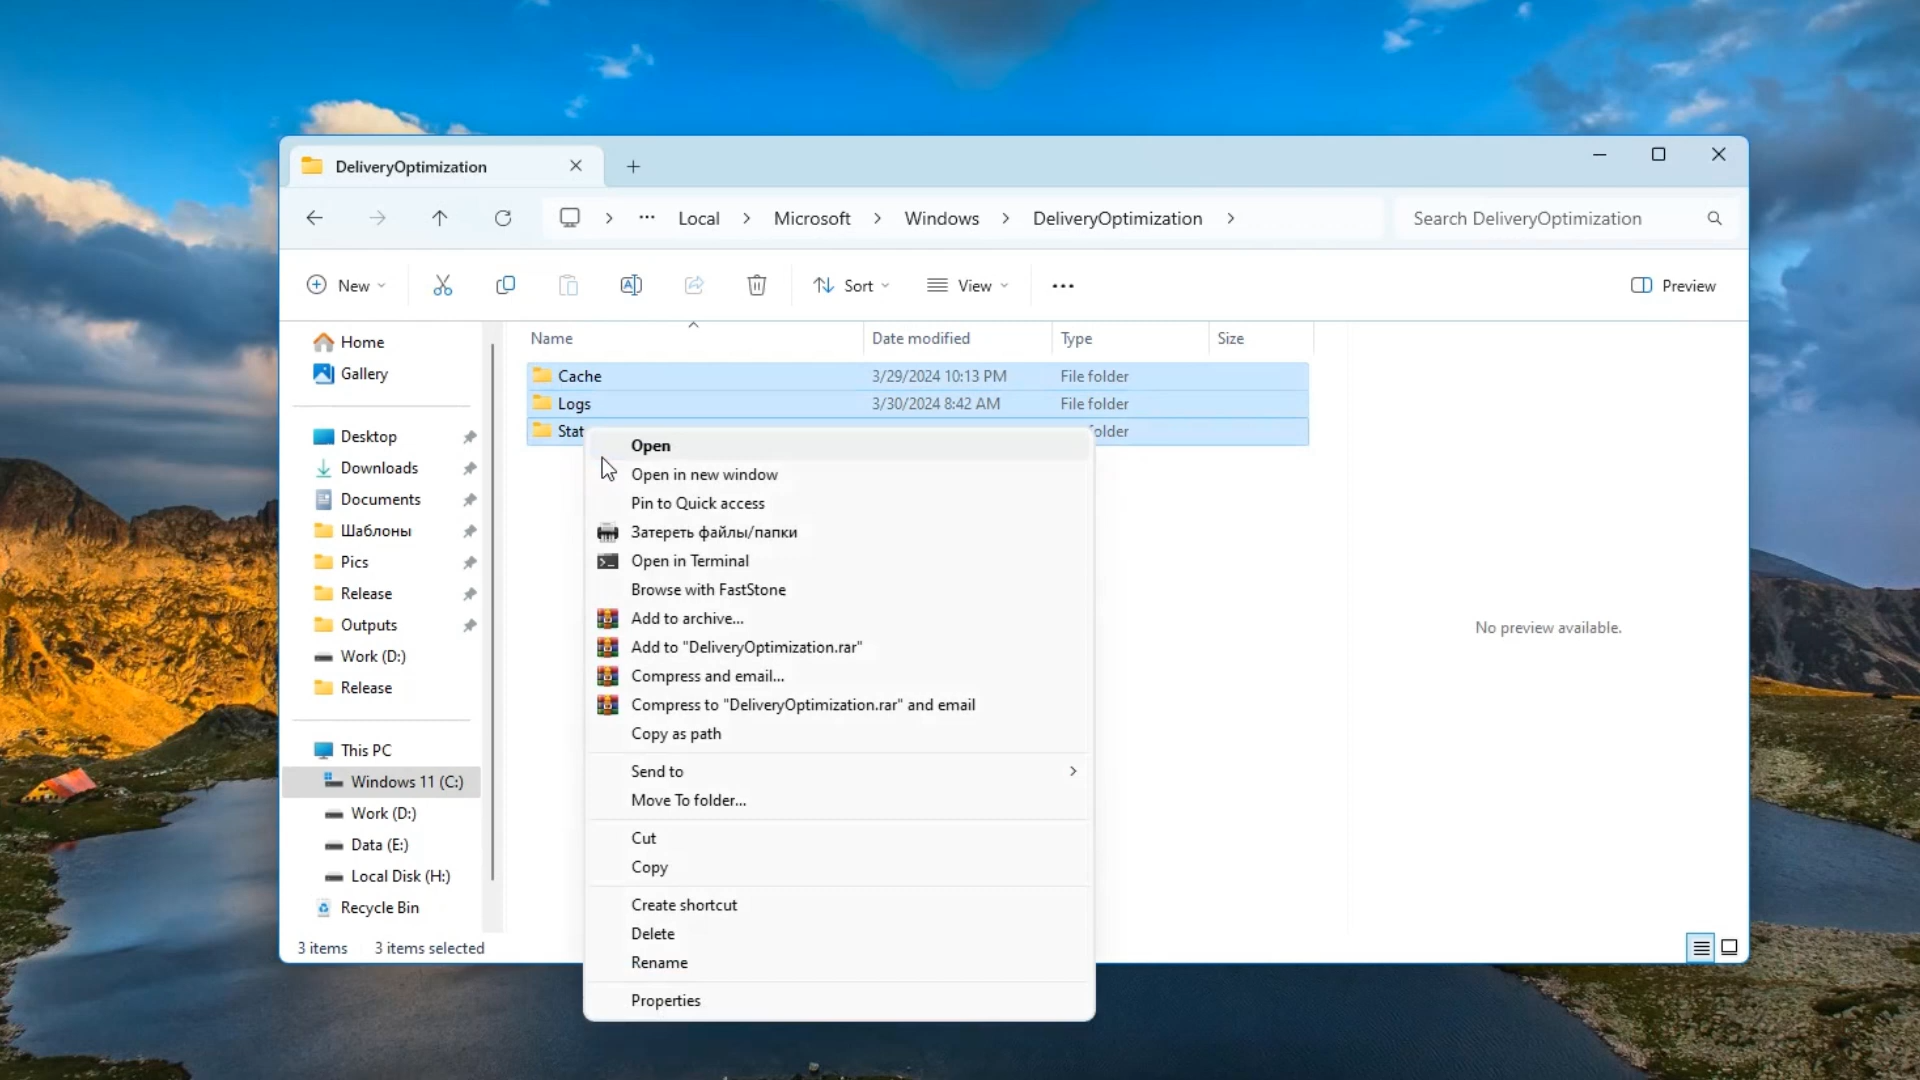 DeliveryOptimization
Local > Microsoft > Windows > DeliveryOptimization >
Search DeliveryOptimization
New
Sort
View
Preview
Home
Gallery
Desktop
Downloads
Documents
Шаблоны
Pics
Release
Outputs
Work (D:)
Release
This PC
Windows 11 (C:)
Work (D:)
Data (E:)
Local Disk (H:)
Recycle Bin
Name Date modified Type Size
Cache 3/29/2024 10:13 PM File folder
Logs 3/30/2024 8:42 AM File folder
Stat older
Open
Open in new window
Pin to Quick access
Затереть файлы/папки
Open in Terminal
Browse with FastStone
Add to archive...
Add to "DeliveryOptimization.rar"
Compress and email...
Compress to "DeliveryOptimization.rar" and email
Copy as path
Send to
Move To folder...
Cut
Copy
Create shortcut
Delete
Rename
Properties
No preview available.
3 items 3 items selected